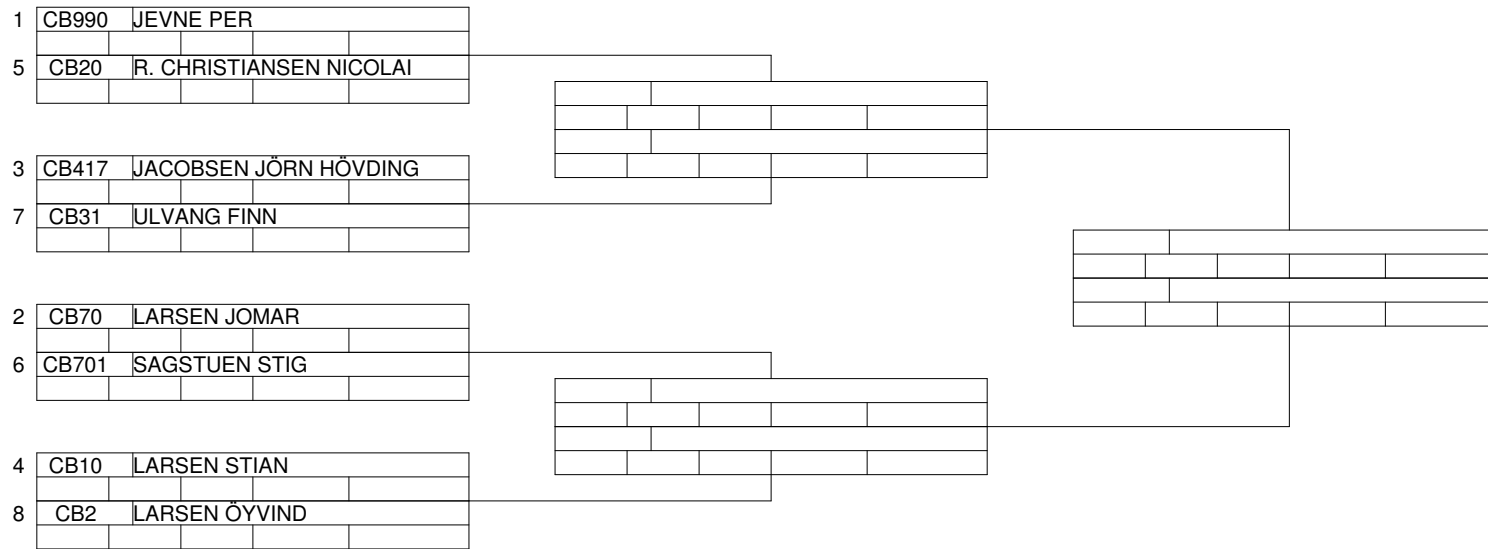 1 CB990 JEVNE PER
5 CB20 R. CHRISTIANSEN NICOLAI
3 CB417 JACOBSEN JÖRN HÖVDING
7 CB31 ULVANG FINN
2 CB70 LARSEN JOMAR
6 CB701 SAGSTUEN STIG
4 CB10 LARSEN STIAN
8 CB2 LARSEN ÖYVIND